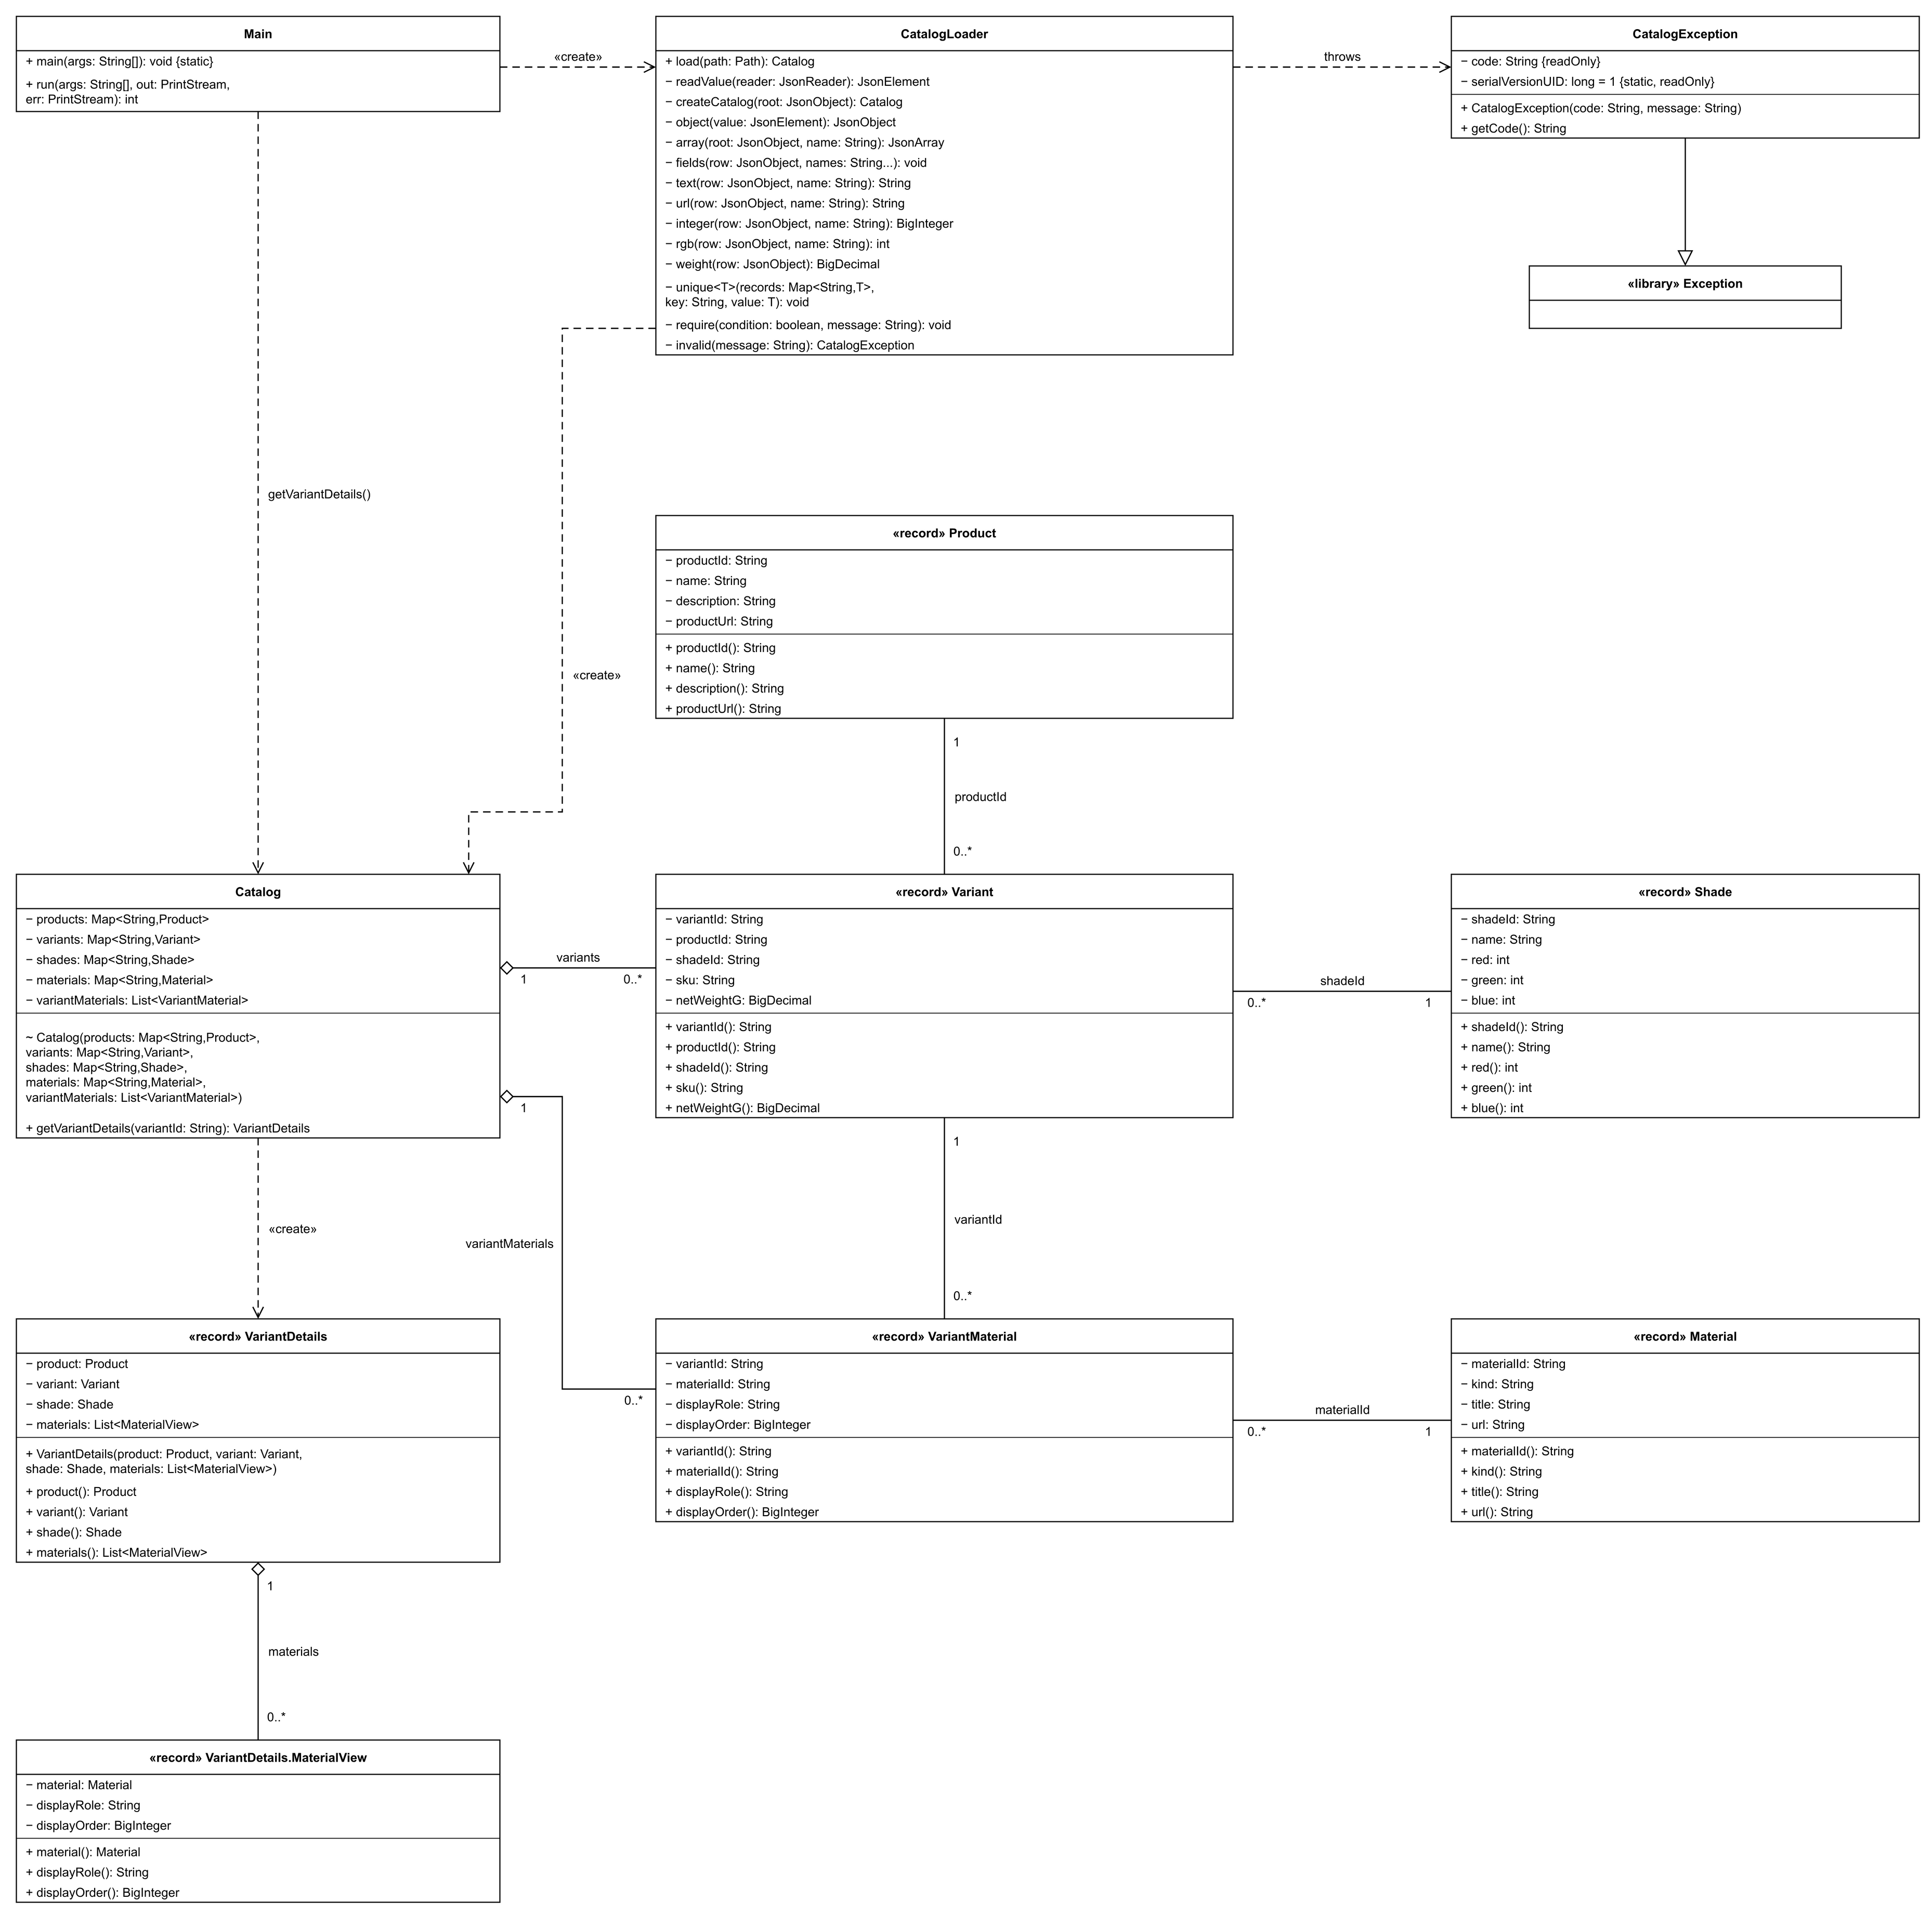 Main
+ main(args: String[]): void {static}
+ run(args: String[], out: PrintStream,
err: PrintStream): int
«create»
CatalogLoader
+ load(path: Path): Catalog
− readValue(reader: JsonReader): JsonElement
− createCatalog(root: JsonObject): Catalog
− object(value: JsonElement): JsonObject
− array(root: JsonObject, name: String): JsonArray
− fields(row: JsonObject, names: String...): void
− text(row: JsonObject, name: String): String
− url(row: JsonObject, name: String): String
− integer(row: JsonObject, name: String): BigInteger
− rgb(row: JsonObject, name: String): int
− weight(row: JsonObject): BigDecimal
− unique<T>(records: Map<String,T>,
key: String, value: T): void
− require(condition: boolean, message: String): void
− invalid(message: String): CatalogException
throws
CatalogException
− code: String {readOnly}
− serialVersionUID: long = 1 {static, readOnly}
+ CatalogException(code: String, message: String)
+ getCode(): String
«library» Exception
getVariantDetails()
«create»
«record» Product
− productId: String
− name: String
− description: String
− productUrl: String
+ productId(): String
+ name(): String
+ description(): String
+ productUrl(): String
1
productId
0..*
Catalog
− products: Map<String,Product>
− variants: Map<String,Variant>
− shades: Map<String,Shade>
− materials: Map<String,Material>
− variantMaterials: List<VariantMaterial>
~ Catalog(products: Map<String,Product>,
variants: Map<String,Variant>,
shades: Map<String,Shade>,
materials: Map<String,Material>,
variantMaterials: List<VariantMaterial>)
+ getVariantDetails(variantId: String): VariantDetails
variants
1
0..*
«record» Variant
− variantId: String
− productId: String
− shadeId: String
− sku: String
− netWeightG: BigDecimal
+ variantId(): String
+ productId(): String
+ shadeId(): String
+ sku(): String
+ netWeightG(): BigDecimal
shadeId
0..*
1
«record» Shade
− shadeId: String
− name: String
− red: int
− green: int
− blue: int
+ shadeId(): String
+ name(): String
+ red(): int
+ green(): int
+ blue(): int
1
variantMaterials
0..*
«create»
1
variantId
0..*
«record» VariantDetails
− product: Product
− variant: Variant
− shade: Shade
− materials: List<MaterialView>
+ VariantDetails(product: Product, variant: Variant,
shade: Shade, materials: List<MaterialView>)
+ product(): Product
+ variant(): Variant
+ shade(): Shade
+ materials(): List<MaterialView>
«record» VariantMaterial
− variantId: String
− materialId: String
− displayRole: String
− displayOrder: BigInteger
+ variantId(): String
+ materialId(): String
+ displayRole(): String
+ displayOrder(): BigInteger
materialId
0..*
1
«record» Material
− materialId: String
− kind: String
− title: String
− url: String
+ materialId(): String
+ kind(): String
+ title(): String
+ url(): String
1
materials
0..*
«record» VariantDetails.MaterialView
− material: Material
− displayRole: String
− displayOrder: BigInteger
+ material(): Material
+ displayRole(): String
+ displayOrder(): BigInteger